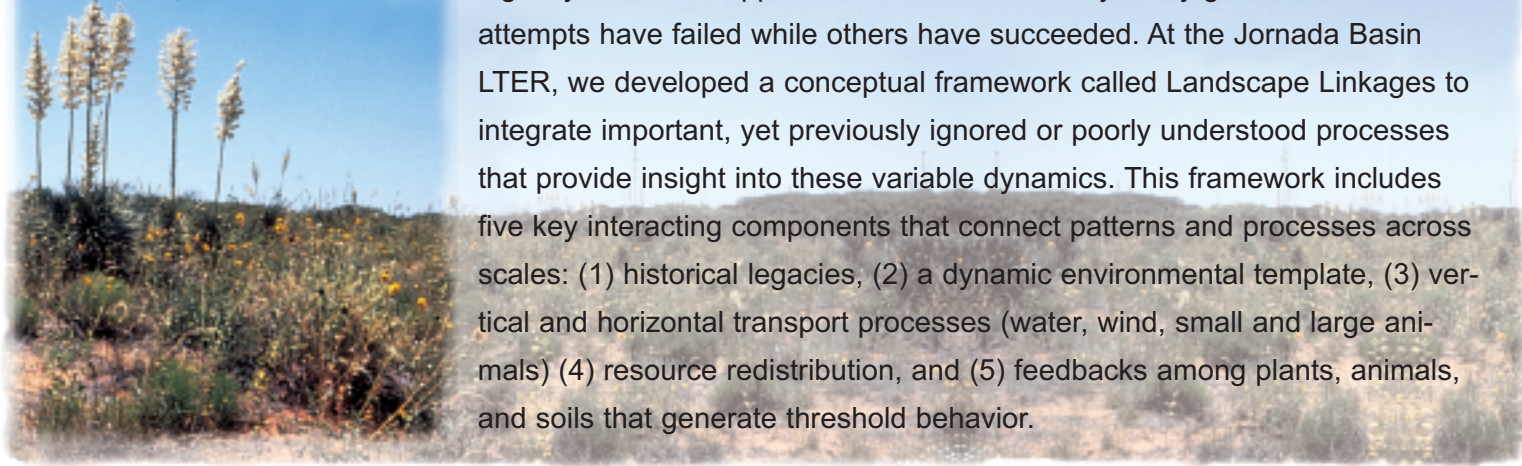 attempts have failed while others have succeeded. At the Jornada Basin
LTER, we developed a conceptual framework called Landscape Linkages to
integrate important, yet previously ignored or poorly understood processes
that provide insight into these variable dynamics. This framework includes
five key interacting components that connect patterns and processes across
scales: (1) historical legacies, (2) a dynamic environmental template, (3) ver-
tical and horizontal transport processes (water, wind, small and large ani-
mals) (4) resource redistribution, and (5) feedbacks among plants, animals,
and soils that generate threshold behavior.